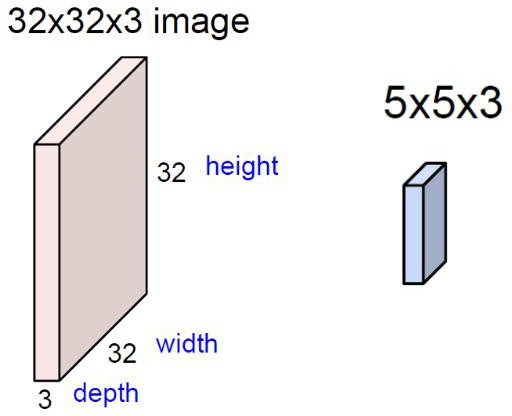 32x32x3 image
5x5x3
32 height
32 width
3 depth